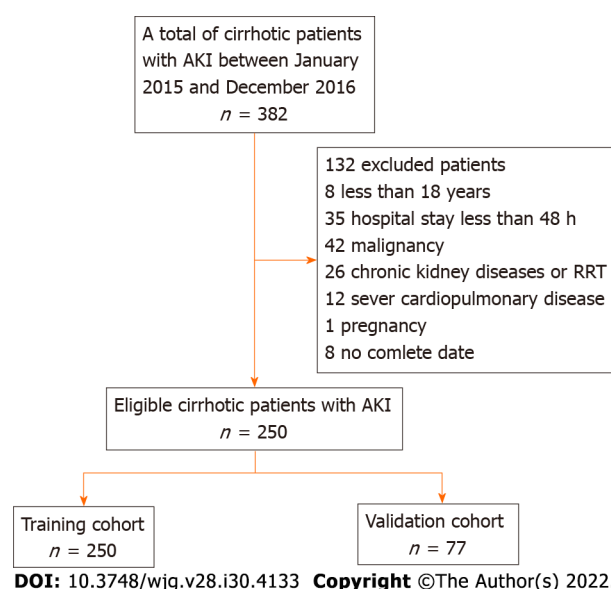 A total of cirrhotic patients
with AKI between January
2015 and December 2016
n = 382
132 excluded patients
8 less than 18 years
35 hospital stay less than 48 h
42 malignancy
26 chronic kidney diseases or RRT
12 sever cardiopulmonary disease
1 pregnancy
8 no comlete date
Eligible cirrhotic patients with AKI
n = 250
Training cohort
n = 250
Validation cohort
n = 77
DOI: 10.3748/wjg.v28.i30.4133 Copyright ©The Author(s) 2022